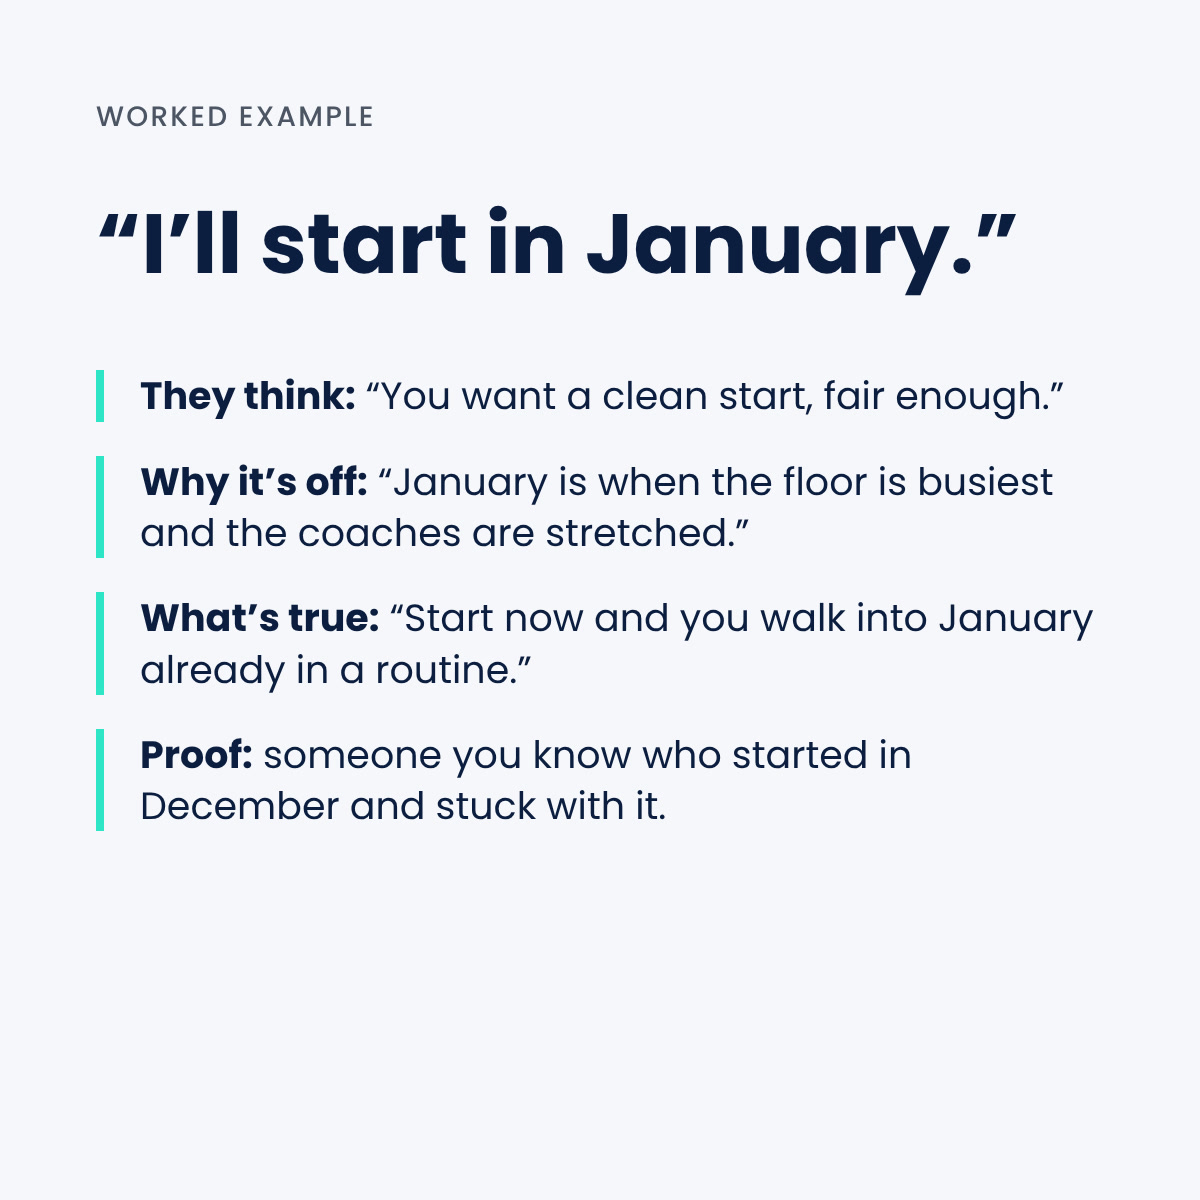 WORKED EXAMPLE
“I’ll start in January.”
They think: “You want a clean start, fair enough.”
Why it’s off: “January is when the floor is busiest
and the coaches are stretched.”
What’s true: “Start now and you walk into January
already in a routine.”
Proof: someone you know who started in
December and stuck with it.